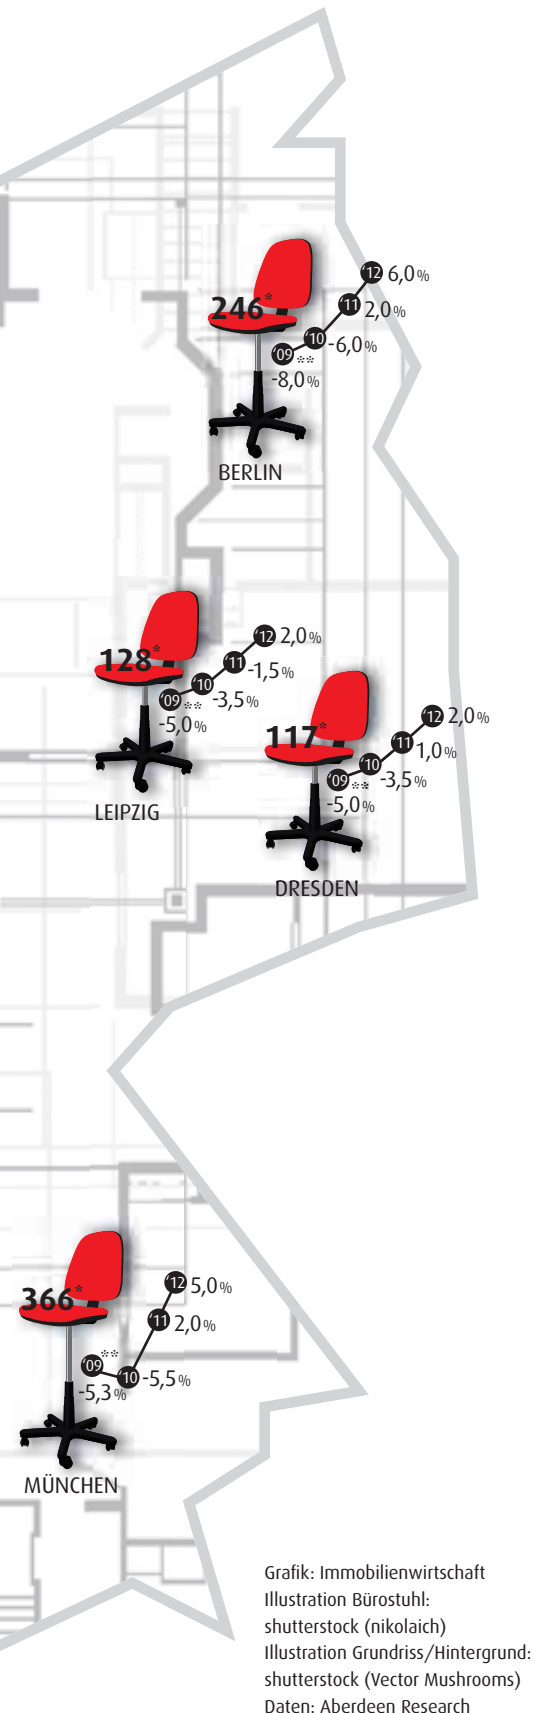 '12 6,0%
246*
'11 2,0%
'10 -6,0%
'09 **
-8,0%
BERLIN
'12 2,0%
128*
'11 -1,5%
'10 -3,5%
'09 **
-5,0%
LEIPZIG
'12 2,0%
117*
'11 1,0%
'10 -3,5%
'09 **
-5,0%
DRESDEN
'12 5,0%
366*
'11 2,0%
'09 **
'10 -5,5%
-5,3%
MÜNCHEN
Grafik: Immobilienwirtschaft
Illustration Bürostuhl:
shutterstock (nikolaich)
Illustration Grundriss/Hintergrund:
shutterstock (Vector Mushrooms)
Daten: Aberdeen Research